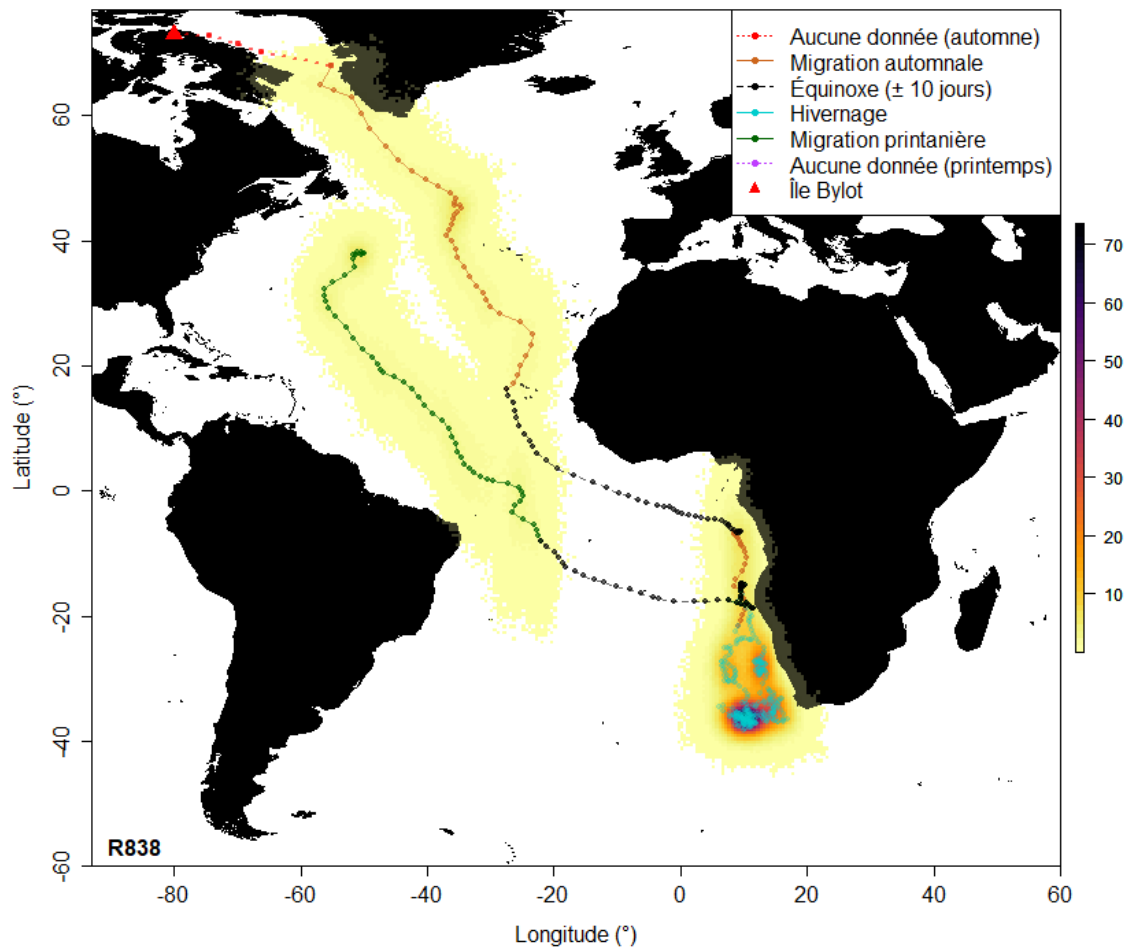 Aucune donnée (automne)
Migration automnale
Équinoxe (± 10 jours)
Hivernage
Migration printanière
Aucune donnée (printemps)
Île Bylot
60
40
20
0
-20
-40
-60
Latitude (°)
70
60
50
40
30
20
10
R838
-80
-60
-40
-20
0
20
40
60
Longitude (°)